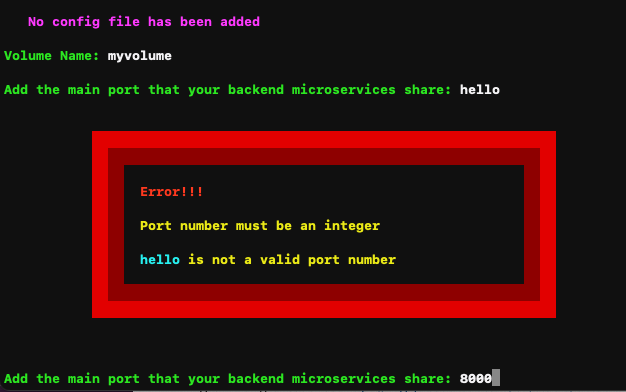 No config file has been added
Volume Name: myvolume
Add the main port that your backend microservices share: hello
Error!!!
Port number must be an integer
hello is not a valid port number
Add the main port that your backend microservices share: 8000